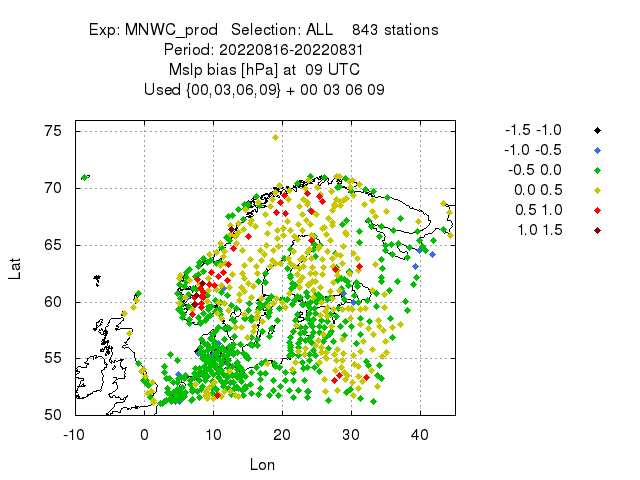 Exp: MNWC_prod   Selection: ALL    843 stations
Period: 20220816-20220831
Mslp bias [hPa] at  09 UTC
Used {00,03,06,09} + 00 03 06 09
-1.5 -1.0
-1.0 -0.5
-0.5 0.0
0.0 0.5
0.5 1.0
1.0 1.5
75
70
65
60
55
50
Lat
-10 0 10 20 30 40
Lon